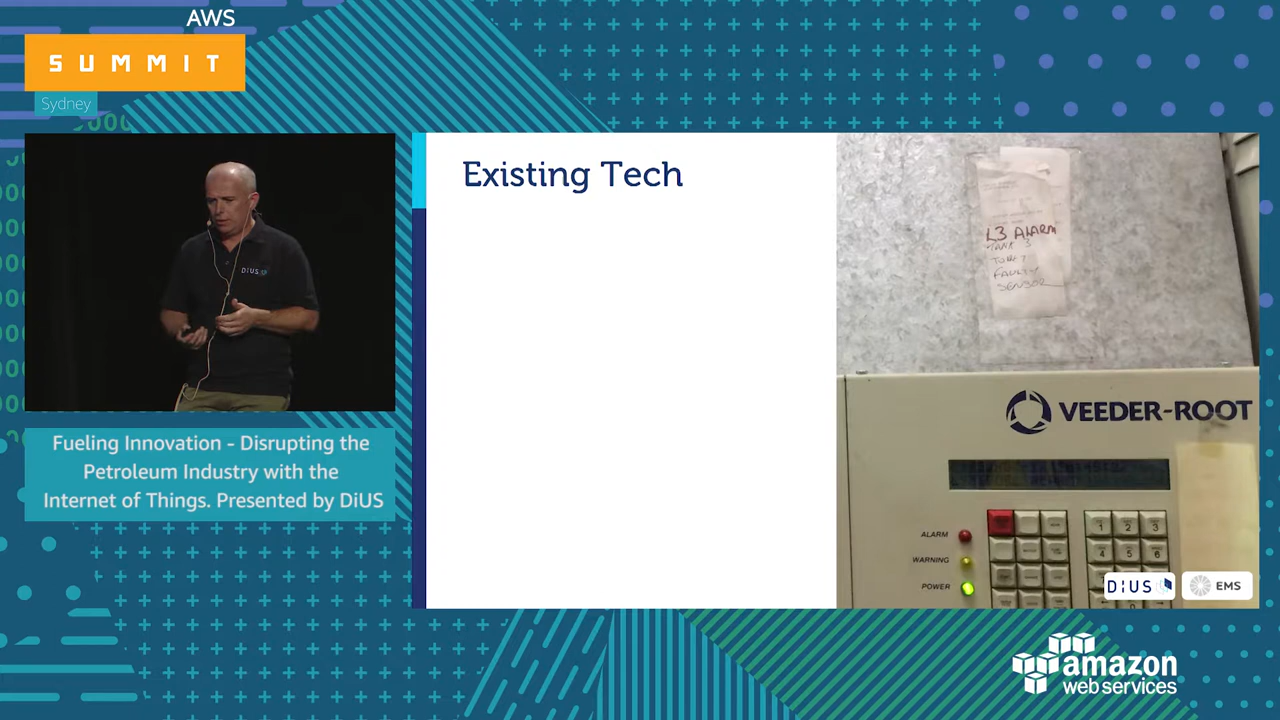 AWS
SUMMIT
Sydney
DiUS
Fueling Innovation - Disrupting the
Petroleum Industry with the
Internet of Things. Presented by DiUS
Existing Tech
L3 ALARM
TANK 3
FAULTY
SENSOR
VEEDER-ROOT
ALARM
WARNING
POWER
1 2 3
4 5 6
DiUS
EMS
amazon
web services